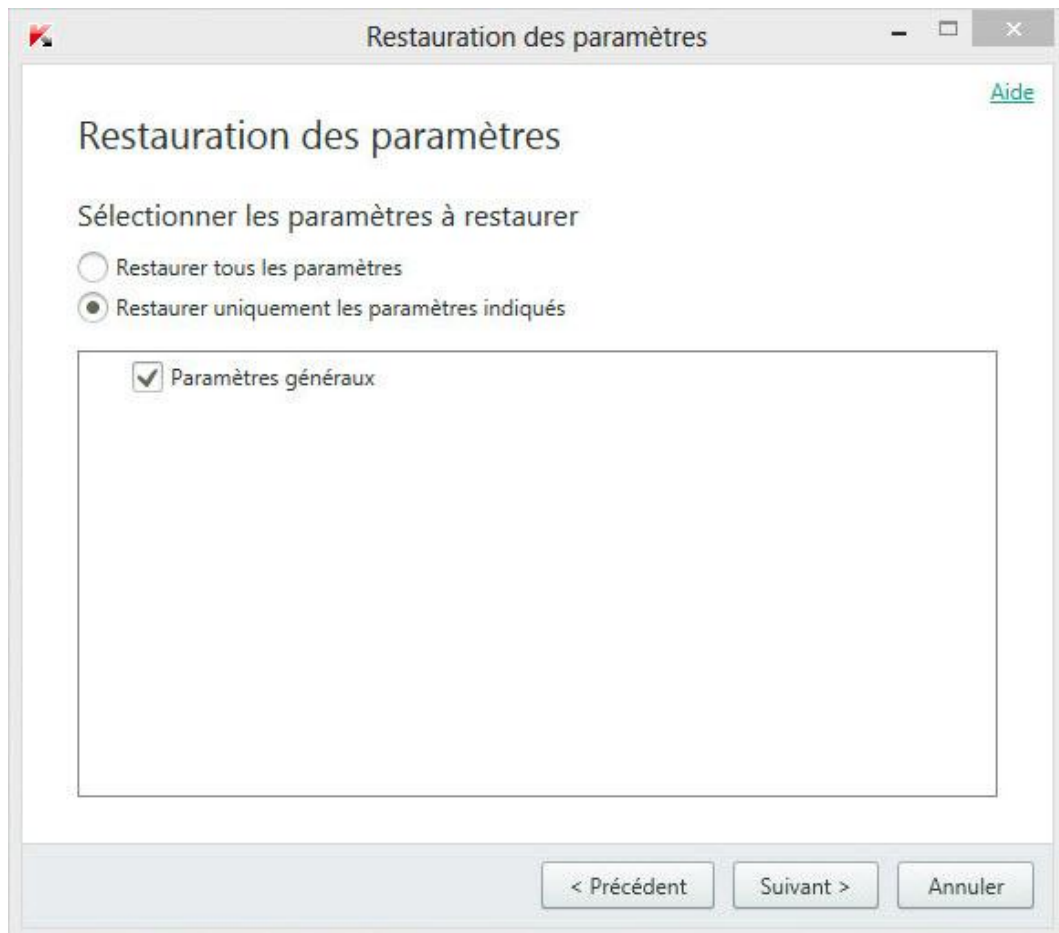 Restauration des paramètres
Aide
Restauration des paramètres
Sélectionner les paramètres à restaurer
Restaurer tous les paramètres
Restaurer uniquement les paramètres indiqués
Paramètres généraux
< Précédent
Suivant >
Annuler